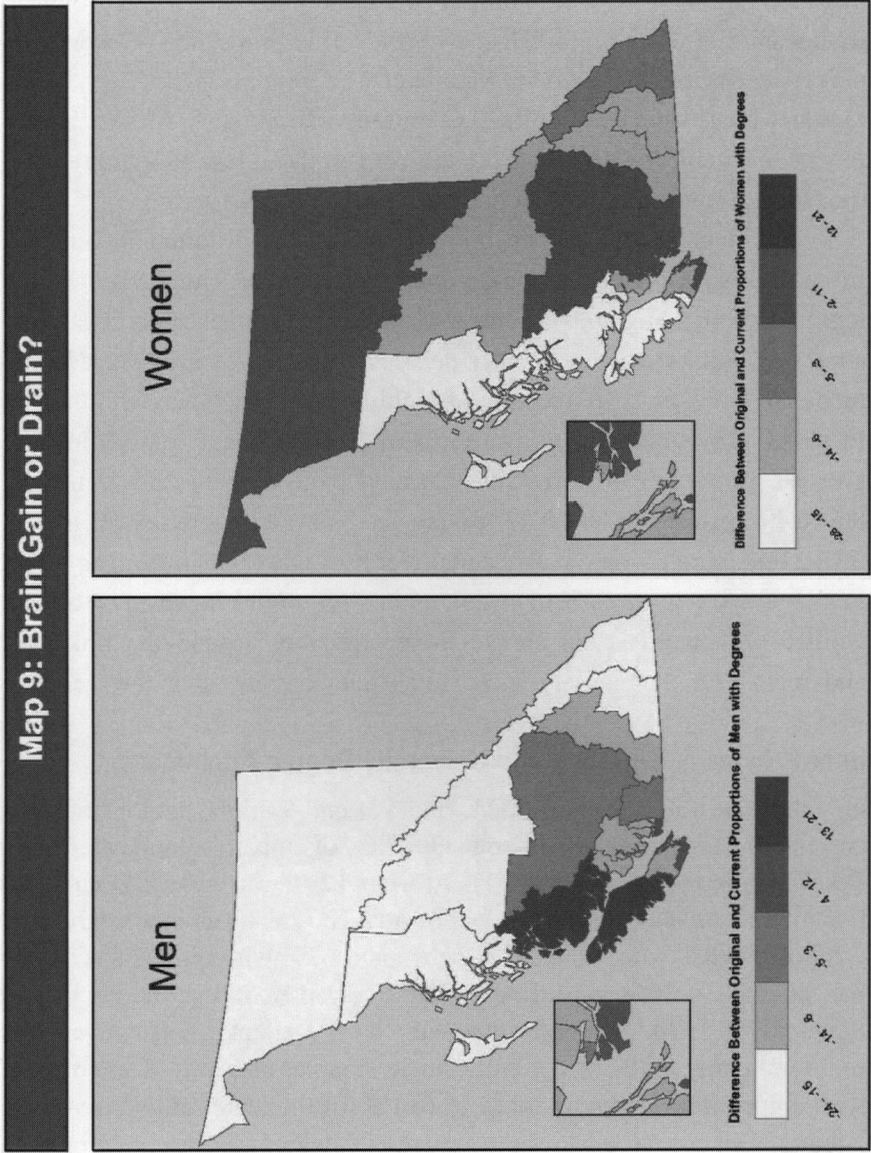 Map 9: Brain Gain or Drain?
Men
Difference Between Original and Current Proportions of Men with Degrees
-24 - -15
-14 - -6
-5 - 3
4 - 12
13 - 21
Women
Difference Between Original and Current Proportions of Women with Degrees
-28 - -15
-14 - -6
-5 - -3
-2 - 11
12 - 21